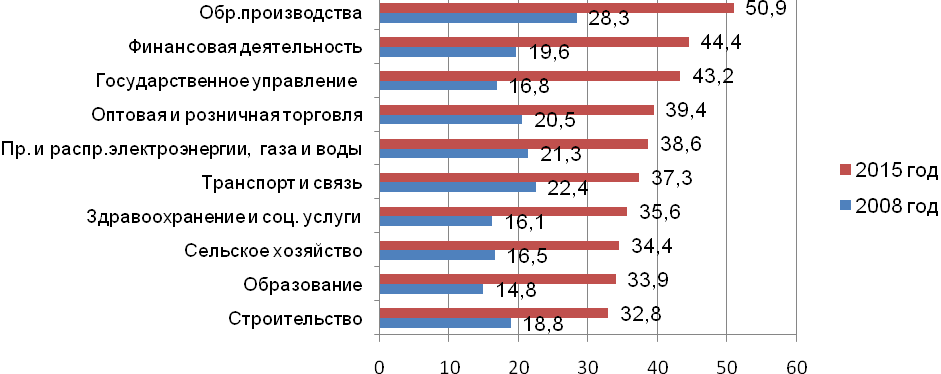 Обр.производства
50,9
28,3
Финансовая деятельность
44,4
19,6
Государственное управление
43,2
16,8
Оптовая и розничная торговля
39,4
20,5
Пр. и распр.электроэнергии, газа и воды
38,6
21,3
Транспорт и связь
37,3
22,4
Здравоохранение и соц. услуги
35,6
16,1
Сельское хозяйство
34,4
16,5
Образование
33,9
14,8
Строительство
32,8
18,8
0 10 20 30 40 50 60
2015 год
2008 год